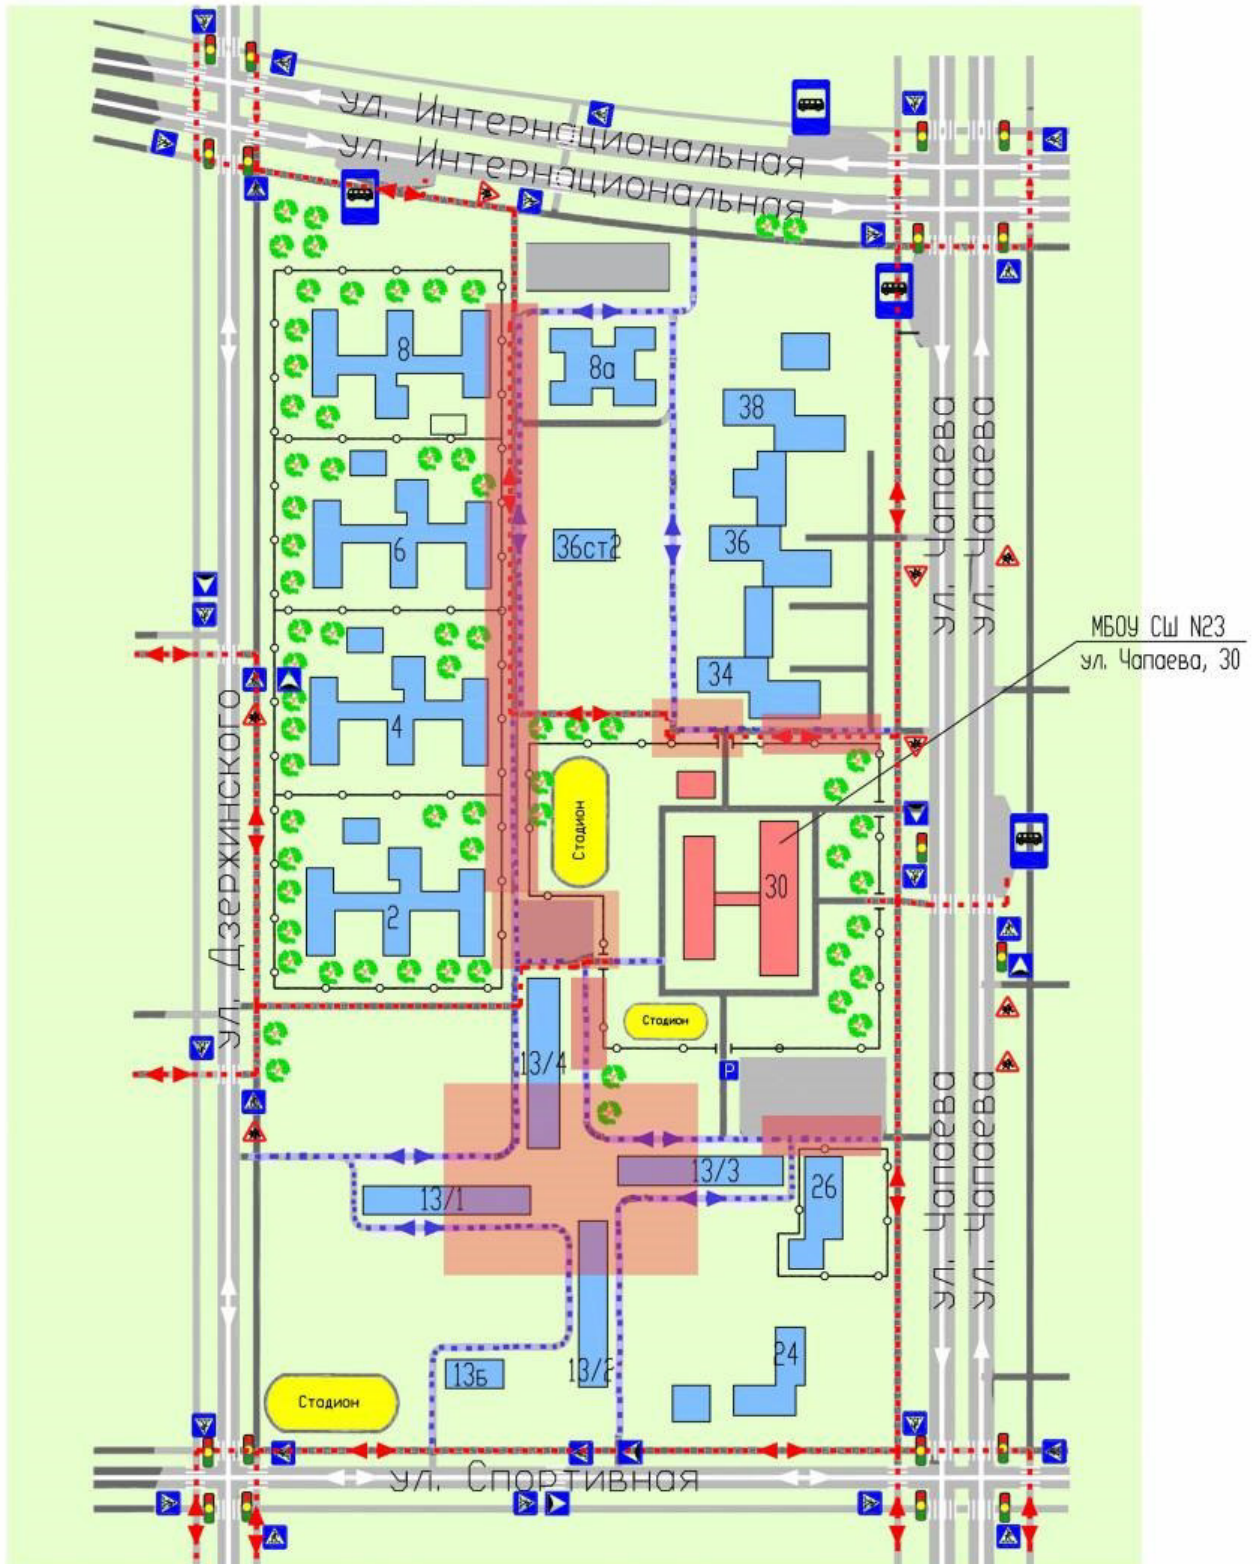 ул. Интернациональная
ул. Интернациональная
8
8а
38
6
36ст2
36
ул. Чапаева
ул. Чапаева
МБОУ СШ N23
ул. Чапаева, 30
34
4
ул. Дзержинского
Стадион
30
2
Стадион
13/4
P
13/3
26
13/1
ул. Чапаева
ул. Чапаева
24
13б
13/2
Стадион
ул. Спортивная